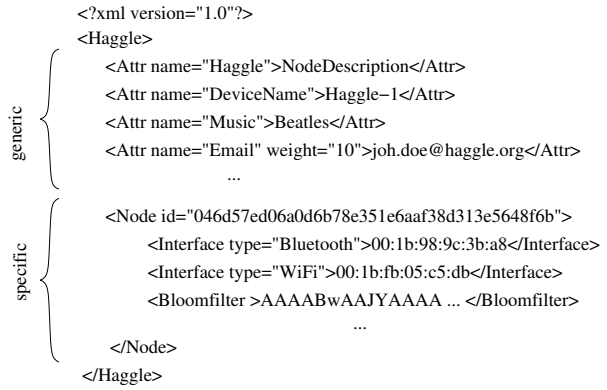 <?xml version="1.0"?>
<Haggle>
<Attr name="Haggle">NodeDescription</Attr>
<Attr name="DeviceName">Haggle−1</Attr>
<Attr name="Music">Beatles</Attr>
<Attr name="Email" weight="10">joh.doe@haggle.org</Attr>
...
generic
<Node id="046d57ed06a0d6b78e351e6aaf38d313e5648f6b">
<Interface type="Bluetooth">00:1b:98:9c:3b:a8</Interface>
<Interface type="WiFi">00:1b:fb:05:c5:db</Interface>
<Bloomfilter >AAAABwAAJYAAAA ... </Bloomfilter>
...
specific
</Node>
</Haggle>